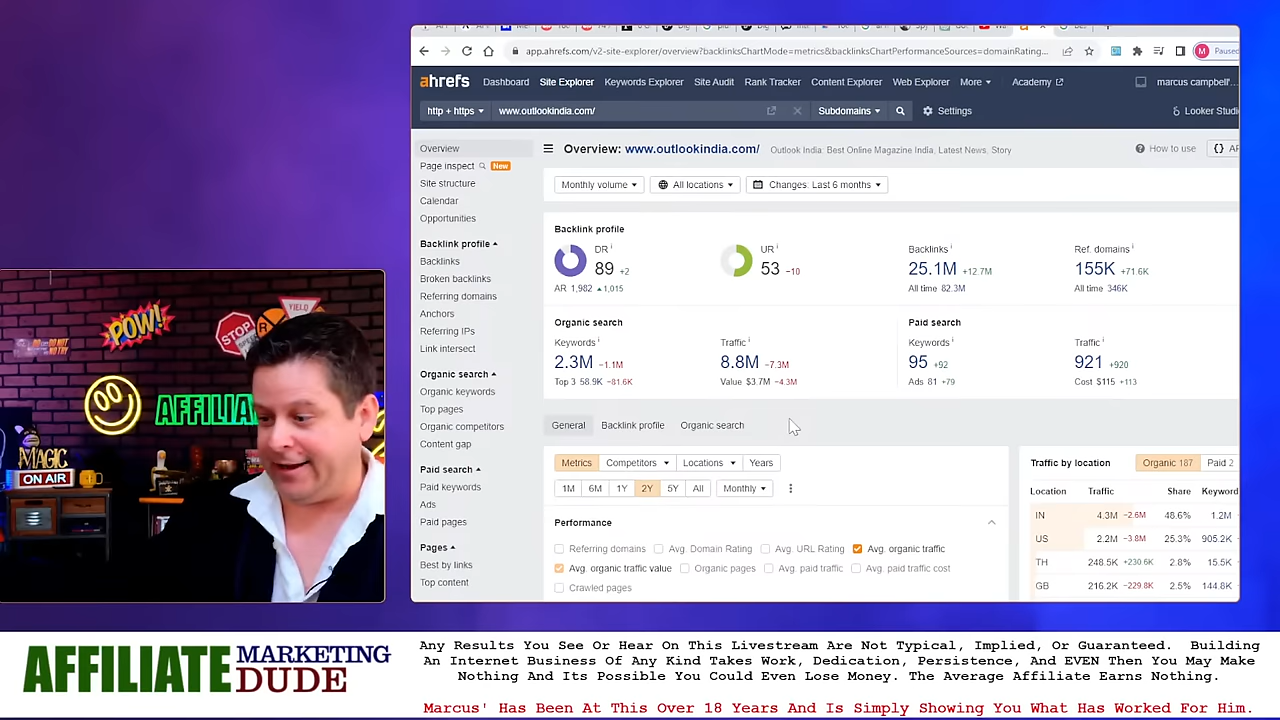 app.ahrefs.com/v2-site-explorer/overview?backlinksChartMode=metrics&backlinksChartPerformanceSources=domainRating...
M Paused
ahrefs Dashboard Site Explorer Keywords Explorer Site Audit Rank Tracker Content Explorer Web Explorer More Academy marcus campbell'
http + https www.outlookindia.com/ Subdomains Settings Looker Studi
Overview
Page inspect New
Site structure
Calendar
Opportunities
Backlink profile
Backlinks
Broken backlinks
Referring domains
Anchors
Referring IPs
Link intersect
Organic search
Organic keywords
Top pages
Organic competitors
Content gap
Paid search
Paid keywords
Ads
Paid pages
Pages
Best by links
Top content
Overview: www.outlookindia.com/ Outlook India: Best Online Magazine India, Latest News, Story How to use {} AP
Monthly volume All locations Changes: Last 6 months
Backlink profile
DR UR Backlinks Ref. domains
89 +2 53 −10 25.1M +12.7M 155K +71.6K
AR 1,982 1,015 All time 82.3M All time 346K
Organic search Paid search
Keywords Traffic Keywords Traffic
2.3M −1.1M 8.8M −7.3M 95 +92 921 +920
Top 3 58.9K −81.6K Value $3.7M −4.3M Ads 81 +79 Cost $115 +113
General Backlink profile Organic search
Metrics Competitors Locations Years
1M 6M 1Y 2Y 5Y All Monthly
Performance
Referring domains Avg. Domain Rating Avg. URL Rating Avg. organic traffic
Avg. organic traffic value Organic pages Avg. paid traffic Avg. paid traffic cost
Crawled pages
Traffic by location Organic 187 Paid 2
Location Traffic Share Keyword
IN 4.3M −2.6M 48.6% 1.2M
US 2.2M −3.8M 25.3% 905.2K
TH 248.5K +230.6K 2.8% 15.5K
GB 216.2K −229.8K 2.5% 144.8K
POW!
STOP
YIELD
AFFILIA
MAGIC
ON AIR
AFFILIATE MARKETING DUDE
Any Results You See Or Hear On This Livestream Are Not Typical, Implied, Or Guaranteed. Building
An Internet Business Of Any Kind Takes Work, Dedication, Persistence, And EVEN Then You May Make
Nothing And Its Possible You Could Even Lose Money. The Average Affiliate Earns Nothing.
Marcus' Has Been At This Over 18 Years And Is Simply Showing You What Has Worked For Him.